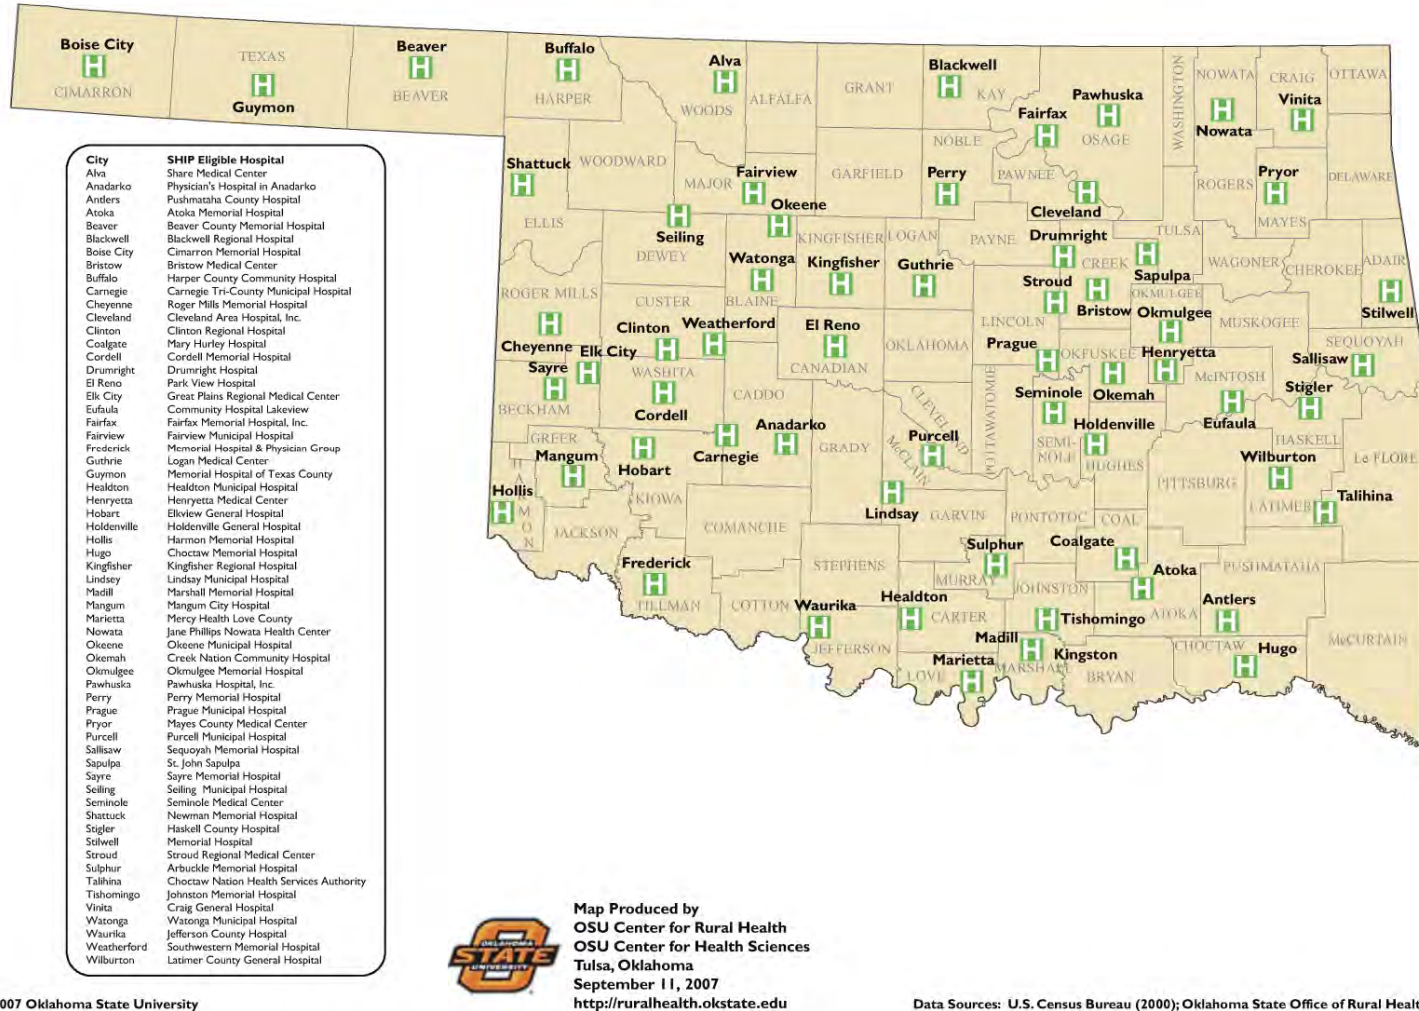 Boise City
CIMARRON
TEXAS
Guymon
Beaver
BEAVER
Buffalo
HARPER
Alva
WOODS
ALFALFA
GRANT
Blackwell
KAY
Pawhuska
Fairfax
OSAGE
WASHINGTON
NOWATA
Nowata
CRAIG
Vinita
OTTAWA
Shattuck
ELLIS
WOODWARD
MAJOR
Fairview
Okeene
Seiling
DEWEY
GARFIELD
NOBLE
Perry
PAWNEE
Cleveland
ROGERS
Pryor
MAYES
DELAWARE
KINGFISHER
LOGAN
PAYNE
Drumright
TULSA
CREEK
Sapulpa
WAGONER
CHEROKEE
ADAIR
Stilwell
Watonga
BLAINE
Kingfisher
Guthrie
Stroud
Bristow
OKMULGEE
Okmulgee
MUSKOGEE
ROGER MILLS
Cheyenne
CUSTER
Clinton
Weatherford
El Reno
CANADIAN
OKLAHOMA
LINCOLN
Prague
OKFUSKEE
Henryetta
McINTOSH
SEQUOYAH
Sallisaw
Sayre
Elk City
WASHITA
Cordell
BECKHAM
CADDO
Anadarko
Carnegie
GRADY
CLEVELAND
McCLAIN
Purcell
POTTAWATOMIE
Seminole
SEMI-
NOLE
Okemah
Holdenville
HUGHES
Eufaula
Stigler
HASKELL
Le FLORE
GREER
Mangum
Hobart
KIOWA
Hollis
HARMON
JACKSON
COMANCHE
Lindsay
GARVIN
PONTOTOC
COAL
PITTSBURG
Wilburton
LATIMER
Talihina
Frederick
TILLMAN
COTTON
STEPHENS
Waurika
JEFFERSON
Sulphur
MURRAY
Healdton
CARTER
Coalgate
JOHNSTON
Tishomingo
Atoka
ATOKA
PUSHMATAHA
Antlers
Madill
Kingston
MARSHALL
Marietta
LOVE
BRYAN
CHOCTAW
Hugo
McCURTAIN
City SHIP Eligible Hospital
Alva Share Medical Center
Anadarko Physician's Hospital in Anadarko
Anders Pushmataha County Hospital
Atoka Atoka Memorial Hospital
Beaver Beaver County Memorial Hospital
Blackwell Blackwell Regional Hospital
Boise City Cimarron Memorial Hospital
Bristow Bristow Medical Center
Buffalo Harper County Community Hospital
Carnegie Carnegie Tri-County Municipal Hospital
Cheyenne Roger Mills Memorial Hospital
Cleveland Cleveland Area Hospital, Inc.
Clinton Clinton Regional Hospital
Coalgate Mary Hurley Hospital
Cordell Cordell Memorial Hospital
Drumright Drumright Hospital
El Reno Park View Hospital
Elk City Great Plains Regional Medical Center
Eufaula Community Hospital Lakeview
Fairfax Fairfax Memorial Hospital, Inc.
Fairview Fairview Municipal Hospital
Frederick Memorial Hospital & Physician Group
Guthrie Logan Medical Center
Guymon Memorial Hospital of Texas County
Healdton Healdton Municipal Hospital
Henryetta Henryetta Medical Center
Hobart Elkview General Hospital
Holdenville Holdenville General Hospital
Hollis Harmon Memorial Hospital
Hugo Choctaw Memorial Hospital
Kingfisher Kingfisher Regional Hospital
Lindsey Lindsay Municipal Hospital
Madill Marshall Memorial Hospital
Mangum Mangum City Hospital
Marietta Mercy Health Love County
Nowata Jane Phillips Nowata Health Center
Okeene Okeene Municipal Hospital
Okemah Creek Nation Community Hospital
Okmulgee Okmulgee Memorial Hospital
Pawhuska Pawhuska Hospital, Inc.
Perry Perry Memorial Hospital
Prague Prague Municipal Hospital
Pryor Mayes County Medical Center
Purcell Purcell Municipal Hospital
Sallisaw Sequoyah Memorial Hospital
Sapulpa St. John Sapulpa
Sayre Sayre Memorial Hospital
Seiling Seiling Municipal Hospital
Seminole Seminole Medical Center
Shattuck Newman Memorial Hospital
Stigler Haskell County Hospital
Stilwell Memorial Hospital
Stroud Stroud Regional Medical Center
Sulphur Arbuckle Memorial Hospital
Talihina Choctaw Nation Health Services Authority
Tishomingo Johnston Memorial Hospital
Vinita Craig General Hospital
Watonga Watonga Municipal Hospital
Waurika Jefferson County Hospital
Weatherford Southwestern Memorial Hospital
Wilburton Latimer County General Hospital
OKLAHOMA
STATE
UNIVERSITY
Map Produced by
OSU Center for Rural Health
OSU Center for Health Sciences
Tulsa, Oklahoma
September 11, 2007
http://ruralhealth.okstate.edu
007 Oklahoma State University
Data Sources: U.S. Census Bureau (2000); Oklahoma State Office of Rural Healt